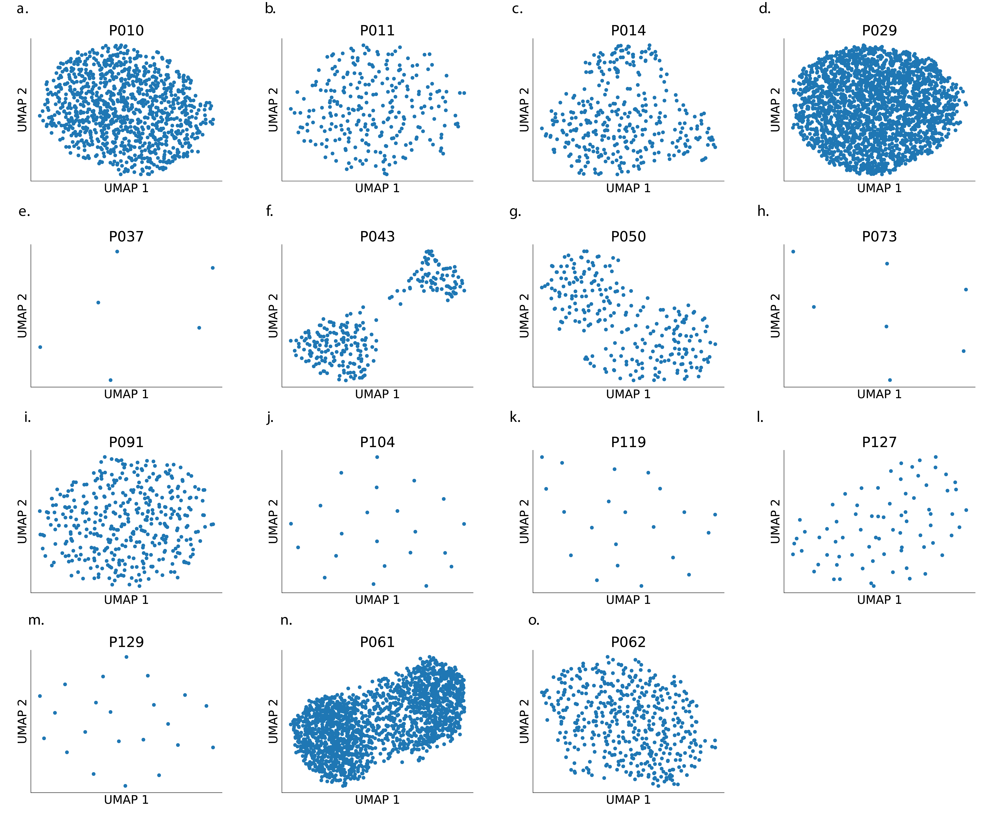 a.
b.
c.
d.
P010
P011
P014
P029
UMAP 2
UMAP 2
UMAP 2
UMAP 2
UMAP 1
UMAP 1
UMAP 1
UMAP 1
e.
f.
g.
h.
P037
P043
P050
P073
UMAP 2
UMAP 2
UMAP 2
UMAP 2
UMAP 1
UMAP 1
UMAP 1
UMAP 1
i.
j.
k.
l.
P091
P104
P119
P127
UMAP 2
UMAP 2
UMAP 2
UMAP 2
UMAP 1
UMAP 1
UMAP 1
UMAP 1
m.
n.
o.
P129
P061
P062
UMAP 2
UMAP 2
UMAP 2
UMAP 1
UMAP 1
UMAP 1